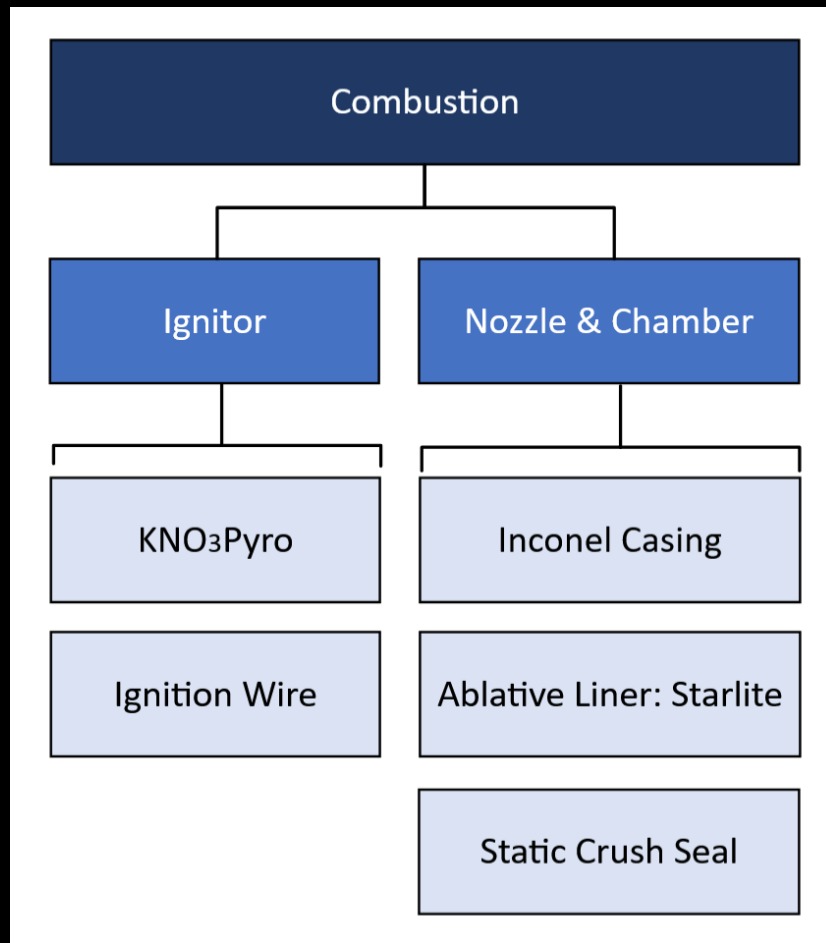 Combustion
Ignitor
Nozzle & Chamber
KNO₃Pyro
Inconel Casing
Ignition Wire
Ablative Liner: Starlite
Static Crush Seal